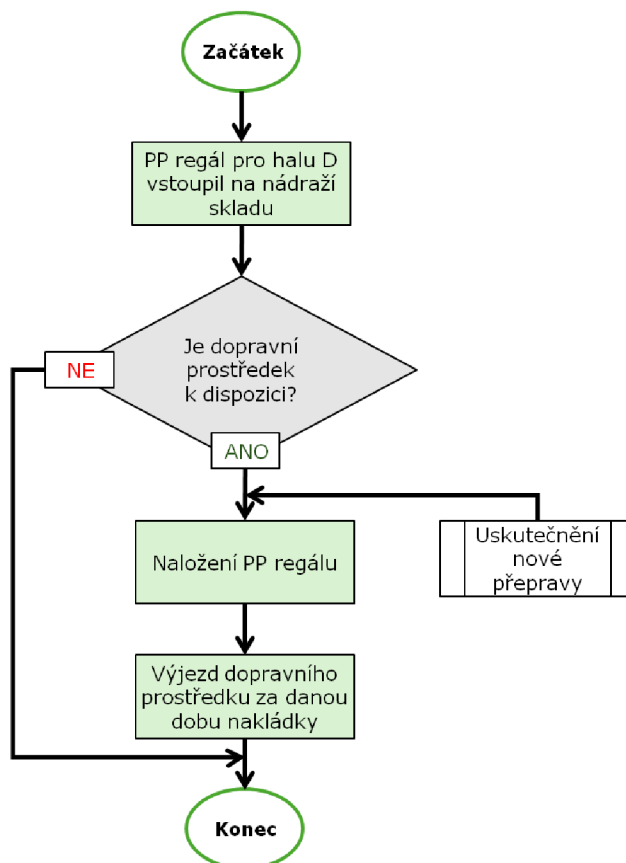 Začátek
PP regál pro halu D
vstoupil na nádraží
skladu
Je dopravní
prostředek
k dispozici?
NE
ANO
Uskutečnění
nové
přepravy
Naložení PP regálu
Výjezd dopravního
prostředku za danou
dobu nakládky
Konec